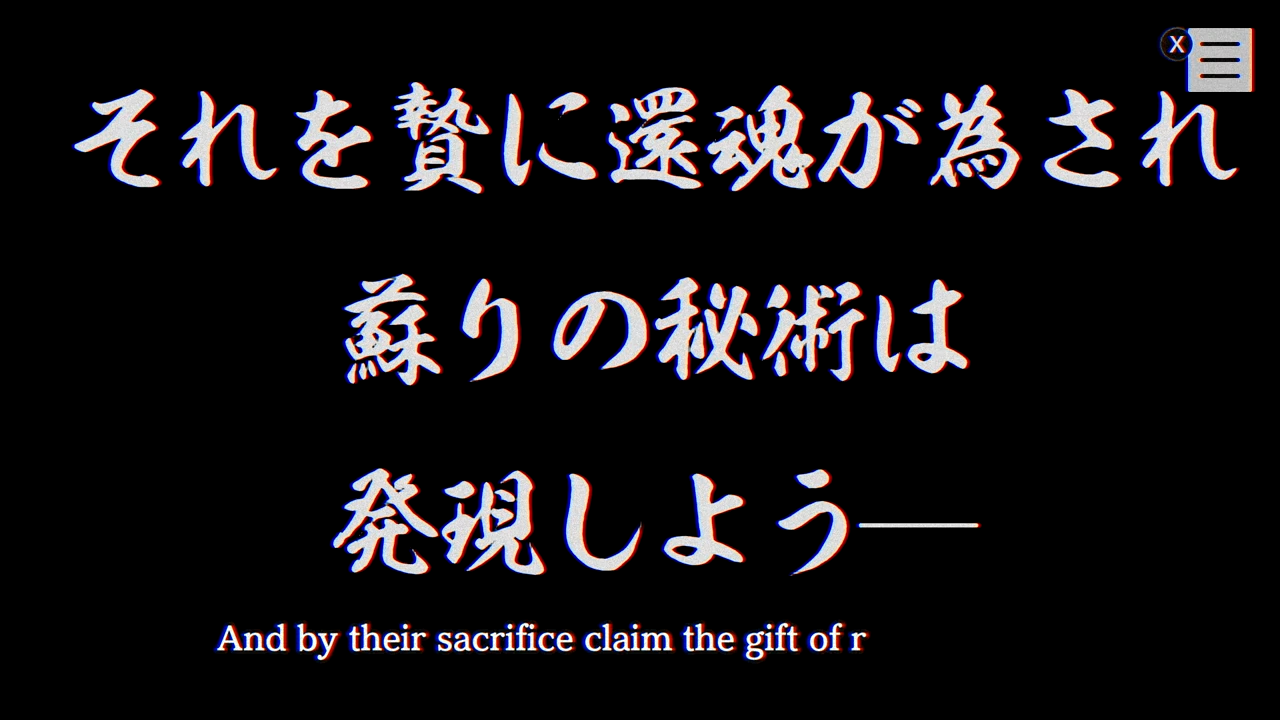 X
それを贄に還魂が為され
蘇りの秘術は
発現しよう――
And by their sacrifice claim the gift of r